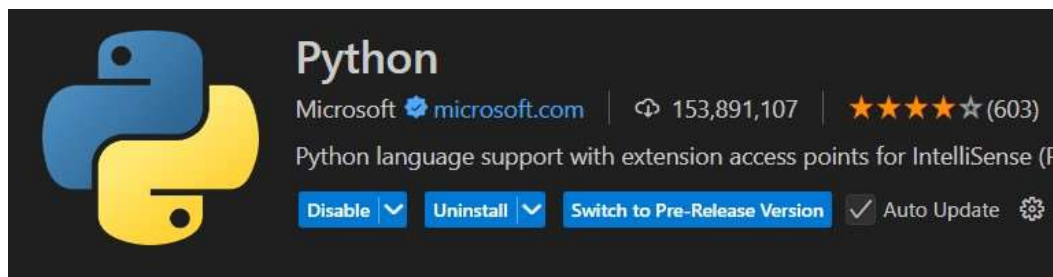 Python
Microsoft microsoft.com 153,891,107 (603)
Python language support with extension access points for IntelliSense (
Disable Uninstall Switch to Pre-Release Version Auto Update